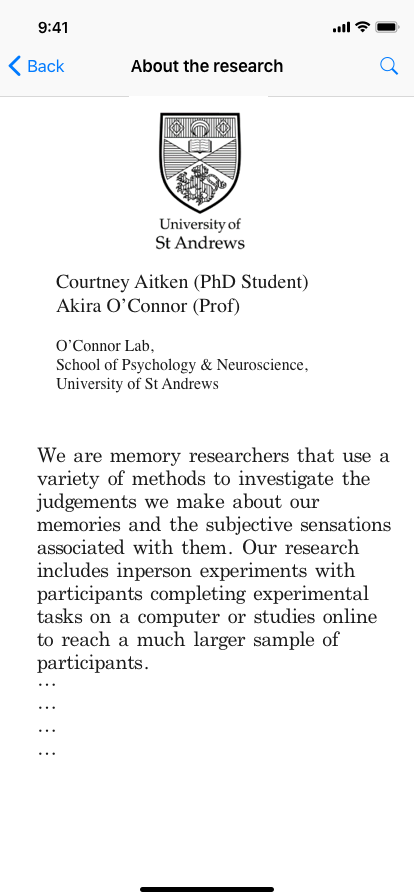 9:41
Back
About the research
University of
St Andrews
Courtney Aitken (PhD Student)
Akira O'Connor (Prof)
O'Connor Lab,
School of Psychology & Neuroscience,
University of St Andrews
We are memory researchers that use a
variety of methods to investigate the
judgements we make about our
memories and the subjective sensations
associated with them. Our research
includes inperson experiments with
participants completing experimental
tasks on a computer or studies online
to reach a much larger sample of
participants.
...
...
...
...